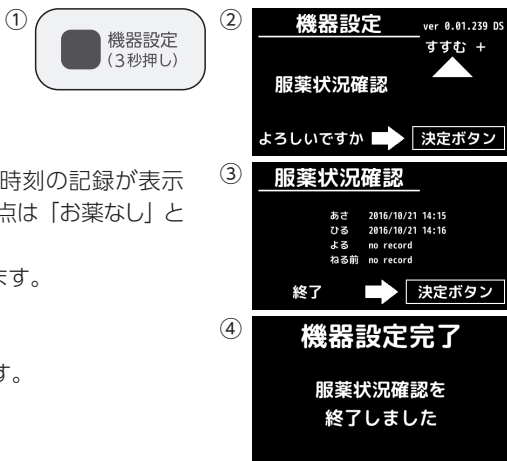 ①
機器設定
（3秒押し）
②
機器設定
ver 0.01.239 DS
すすむ +
服薬状況確認
よろしいですか
決定ボタン
時刻の記録が表示
点は「お薬なし」と
ます。
す。
③
服薬状況確認
あさ 2016/10/21 14:15
ひる 2016/10/21 14:16
よる no record
ねる前 no record
終了
決定ボタン
④
機器設定完了
服薬状況確認を
終了しました